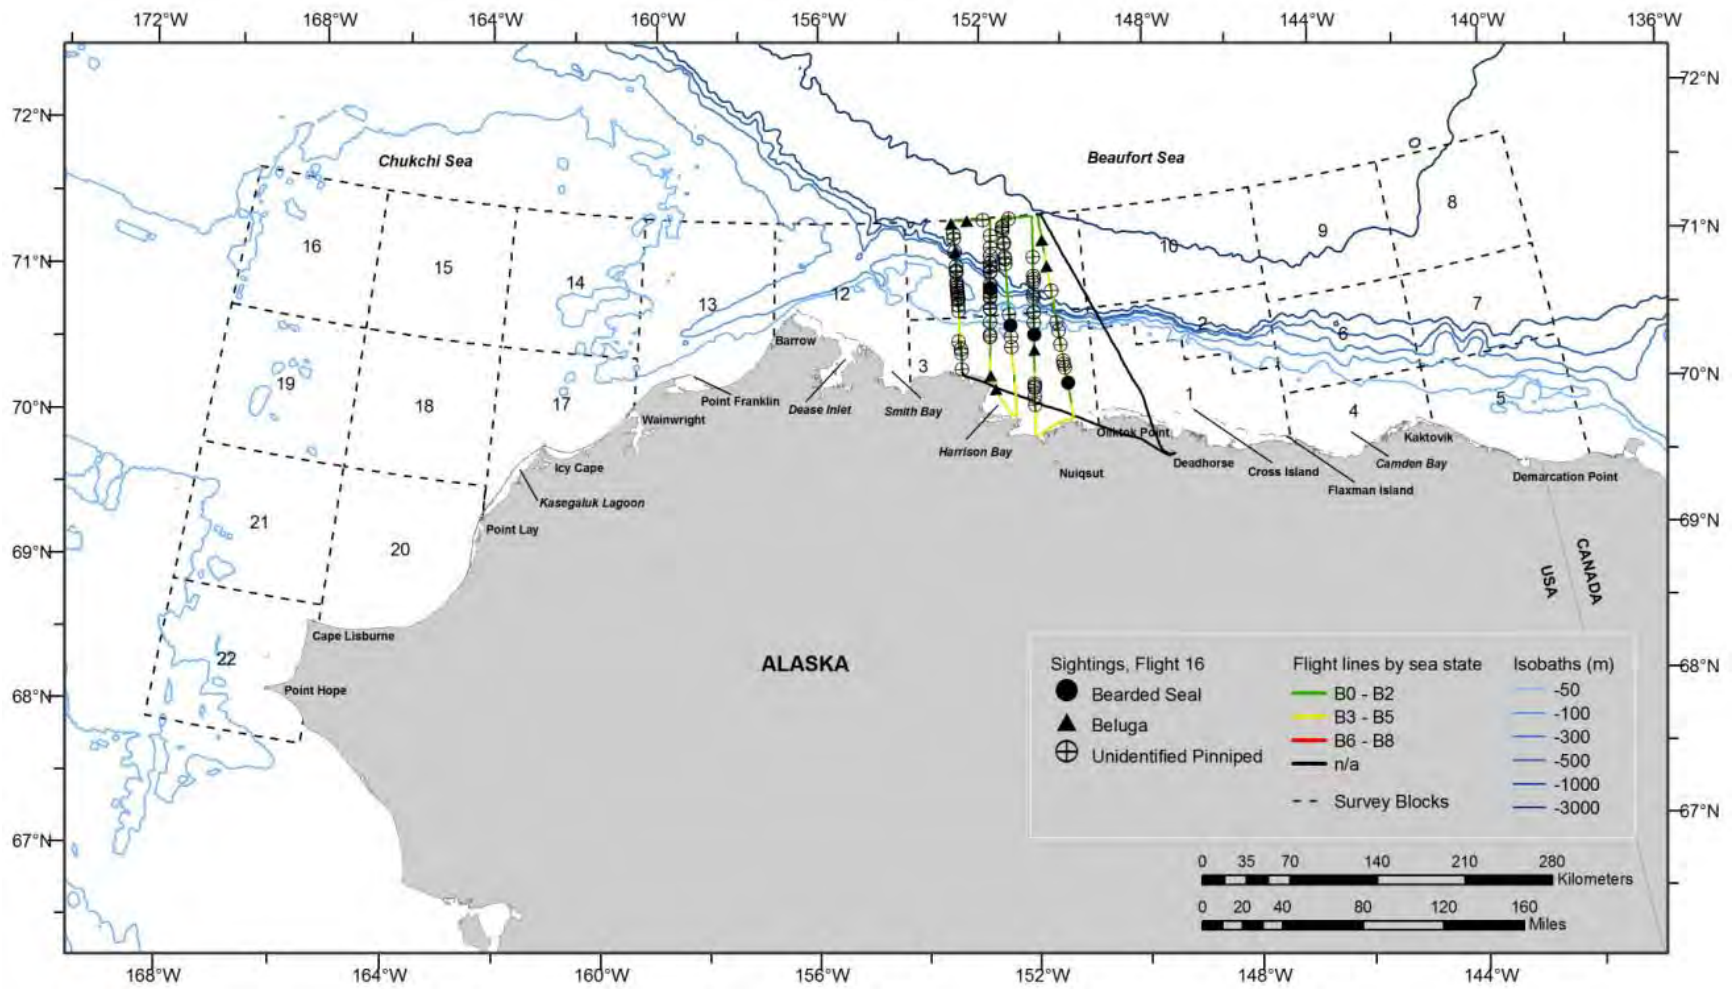 172°W 168°W 164°W 160°W 156°W 152°W 148°W 144°W 140°W 136°W
72°N 72°N
Chukchi Sea Beaufort Sea
71°N 71°N
16 15 14 13 12 10 9 8
7
2 6
Barrow
3
70°N 70°N
19 18 17 1 4 5
Point Franklin
Dease Inlet Smith Bay
Wainwright
Harrison Bay Oliktok Point Kaktovik
Icy Cape Nuiqsut Deadhorse Cross Island Camden Bay
Kasegaluk Lagoon Flaxman Island Demarcation Point
21 20
Point Lay
69°N 69°N
USA CANADA
Cape Lisburne
22
ALASKA
68°N 68°N
Point Hope
67°N 67°N
Sightings, Flight 16
Bearded Seal
Beluga
Unidentified Pinniped
Flight lines by sea state
B0 - B2
B3 - B5
B6 - B8
n/a
Survey Blocks
Isobaths (m)
-50
-100
-300
-500
-1000
-3000
0 35 70 140 210 280
Kilometers
0 20 40 80 120 160
Miles
168°W 164°W 160°W 156°W 152°W 148°W 144°W